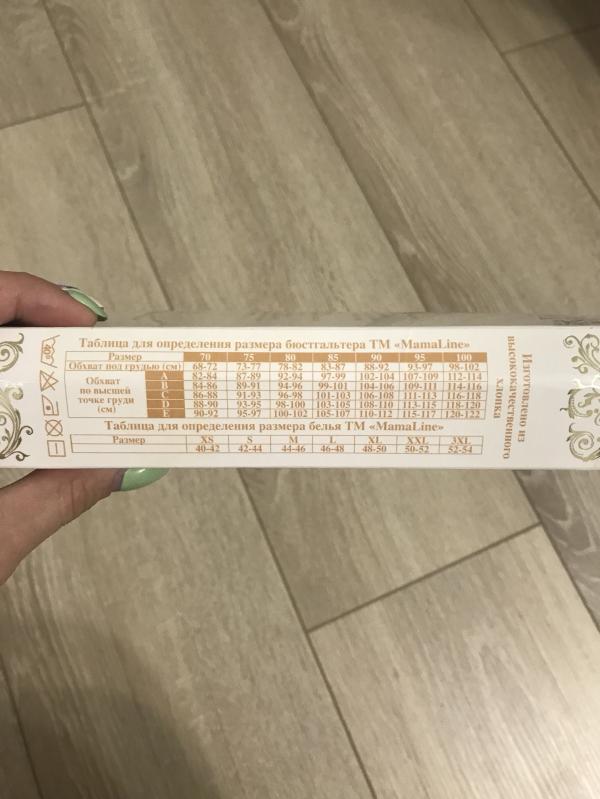 Таблица для определения размера бюстгальтера ТМ «MamaLine»
Размер 70 75 80 85 90 95 100
Обхват под грудью (см) 68-72 73-77 78-82 83-87 88-92 93-97 98-102
Обхват по высшей точке груди (см)
A 82-84 87-89 92-94 97-99 102-104 107-109 112-114
B 84-86 89-91 94-96 99-101 104-106 109-111 114-116
C 86-88 91-93 96-98 101-103 106-108 111-113 116-118
D 88-90 93-95 98-100 103-105 108-110 113-115 118-120
E 90-92 95-97 100-102 105-107 110-112 115-117 120-122
Таблица для определения размера белья ТМ «MamaLine»
Размер XS S M L XL XXL 3XL
40-42 42-44 44-46 46-48 48-50 50-52 52-54
Изготовлено из
высококачественного
хлопка
40°